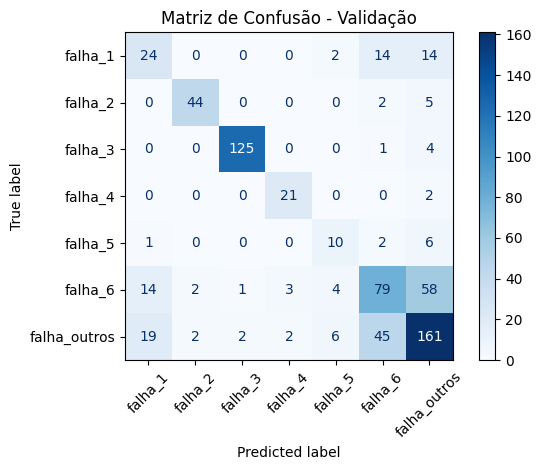 Matriz de Confusão - Validação
True label
falha_1 24 0 0 0 2 14 14
falha_2 0 44 0 0 0 2 5
falha_3 0 0 125 0 0 1 4
falha_4 0 0 0 21 0 0 2
falha_5 1 0 0 0 10 2 6
falha_6 14 2 1 3 4 79 58
falha_outros 19 2 2 2 6 45 161
falha_1 falha_2 falha_3 falha_4 falha_5 falha_6 falha_outros
Predicted label
160
140
120
100
80
60
40
20
0